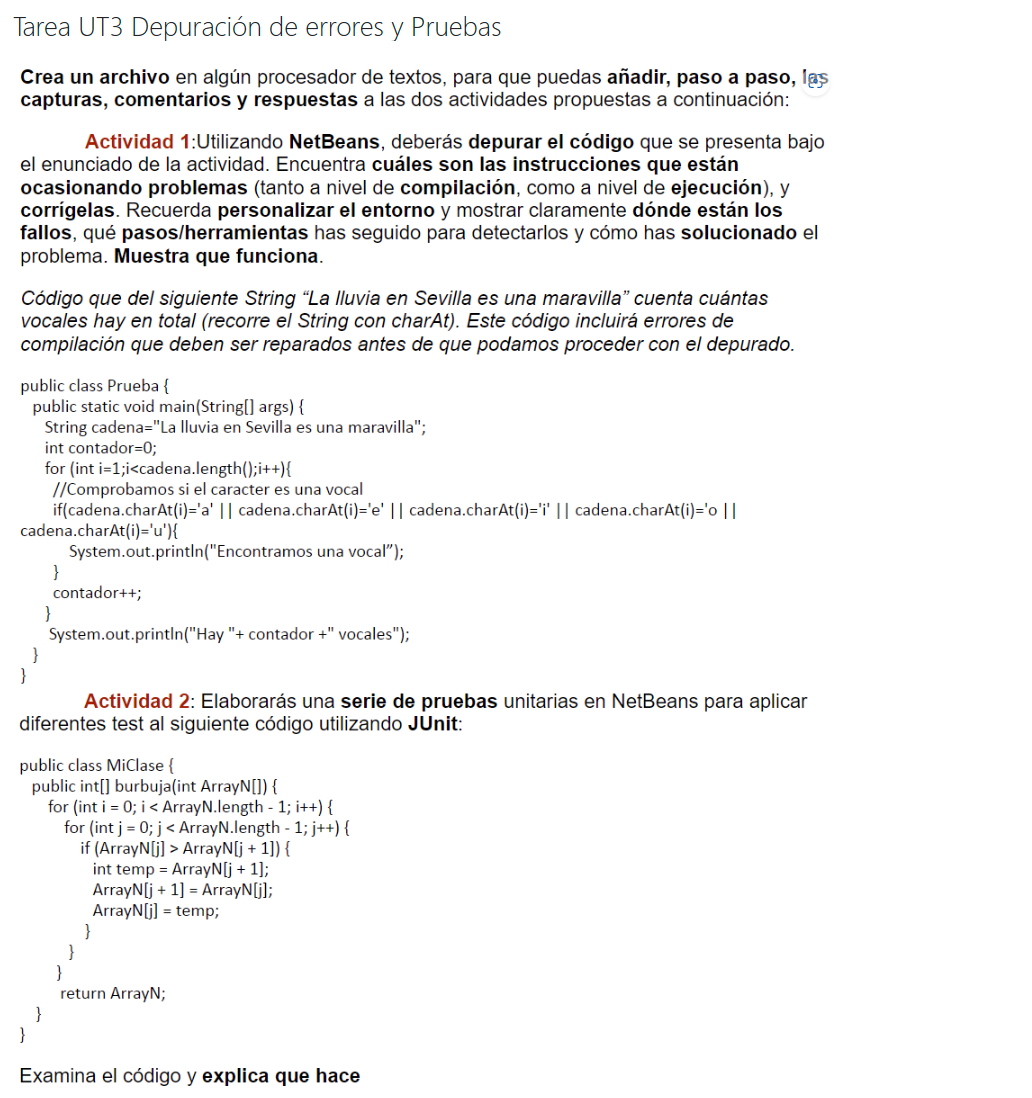 Tarea UT3 Depuración de errores y Pruebas
Crea un archivo en algún procesador de textos, para que puedas añadir, paso a paso, las
capturas, comentarios y respuestas a las dos actividades propuestas a continuación:
Actividad 1:Utilizando NetBeans, deberás depurar el código que se presenta bajo
el enunciado de la actividad. Encuentra cuáles son las instrucciones que están
ocasionando problemas (tanto a nivel de compilación, como a nivel de ejecución), y
corrígelas. Recuerda personalizar el entorno y mostrar claramente dónde están los
fallos, qué pasos/herramientas has seguido para detectarlos y cómo has solucionado el
problema. Muestra que funciona.
Código que del siguiente String “La lluvia en Sevilla es una maravilla” cuenta cuántas
vocales hay en total (recorre el String con charAt). Este código incluirá errores de
compilación que deben ser reparados antes de que podamos proceder con el depurado.
public class Prueba {
public static void main(String[] args) {
String cadena="La lluvia en Sevilla es una maravilla";
int contador=0;
for (int i=1;i<cadena.length();i++){
//Comprobamos si el caracter es una vocal
if(cadena.charAt(i)='a' || cadena.charAt(i)='e' || cadena.charAt(i)='i' || cadena.charAt(i)='o ||
cadena.charAt(i)='u'){
System.out.println("Encontramos una vocal”);
}
contador++;
}
System.out.println("Hay "+ contador +" vocales");
}
}
Actividad 2: Elaborarás una serie de pruebas unitarias en NetBeans para aplicar
diferentes test al siguiente código utilizando JUnit:
public class MiClase {
public int[] burbuja(int ArrayN[]) {
for (int i = 0; i < ArrayN.length - 1; i++) {
for (int j = 0; j < ArrayN.length - 1; j++) {
if (ArrayN[j] > ArrayN[j + 1]) {
int temp = ArrayN[j + 1];
ArrayN[j + 1] = ArrayN[j];
ArrayN[j] = temp;
}
}
}
return ArrayN;
}
}
Examina el código y explica que hace